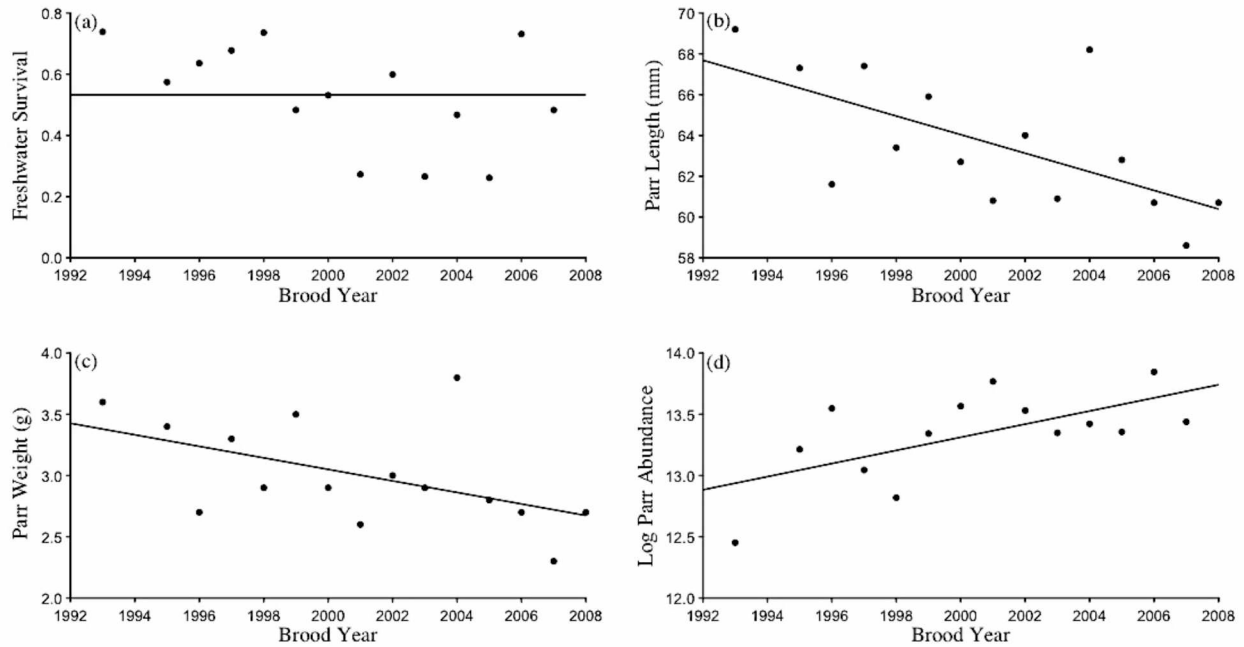 (a)
0.8
0.6
0.4
0.2
0.0
Freshwater Survival
1992 1994 1996 1998 2000 2002 2004 2006 2008
Brood Year
(b)
70
68
66
64
62
60
58
Parr Length (mm)
1992 1994 1996 1998 2000 2002 2004 2006 2008
Brood Year
(c)
4.0
3.5
3.0
2.5
2.0
Parr Weight (g)
1992 1994 1996 1998 2000 2002 2004 2006 2008
Brood Year
(d)
14.0
13.5
13.0
12.5
12.0
Log Parr Abundance
1992 1994 1996 1998 2000 2002 2004 2006 2008
Brood Year